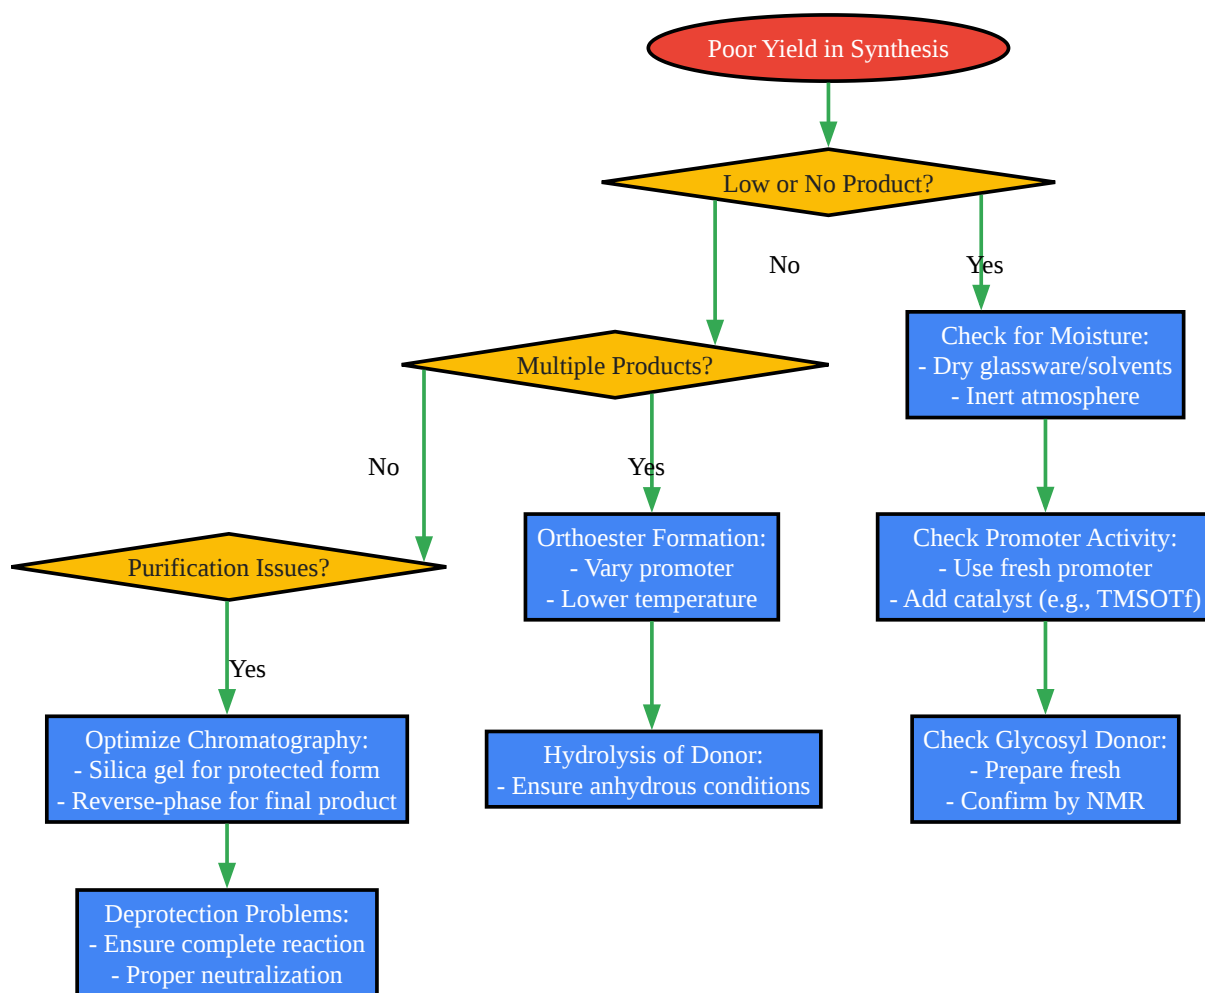 Poor Yield in Synthesis
Low or No Product?
No
Yes
Check for Moisture:
- Dry glassware/solvents
- Inert atmosphere
Multiple Products?
No
Yes
Orthoester Formation:
- Vary promoter
- Lower temperature
Check Promoter Activity:
- Use fresh promoter
- Add catalyst (e.g., TMSOTf)
Purification Issues?
Yes
Optimize Chromatography:
- Silica gel for protected form
- Reverse-phase for final product
Hydrolysis of Donor:
- Ensure anhydrous conditions
Check Glycosyl Donor:
- Prepare fresh
- Confirm by NMR
Deprotection Problems:
- Ensure complete reaction
- Proper neutralization